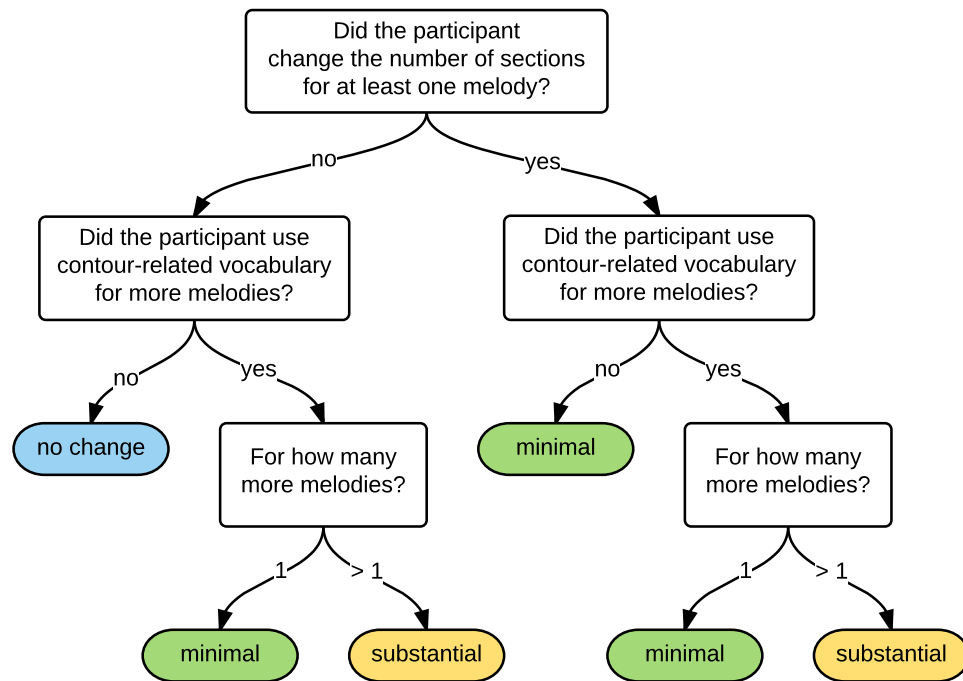 Did the participant
change the number of sections
for at least one melody?
no
yes
Did the participant use
contour-related vocabulary
for more melodies?
Did the participant use
contour-related vocabulary
for more melodies?
no
yes
no
yes
no change
For how many
more melodies?
minimal
For how many
more melodies?
1
> 1
1
> 1
minimal
substantial
minimal
substantial